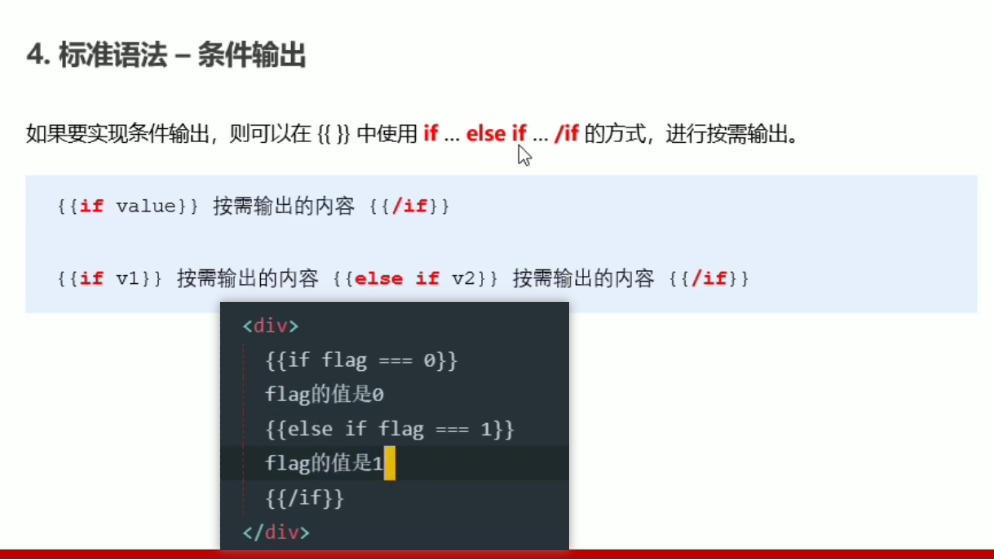 4. 标准语法 – 条件输出
如果要实现条件输出，则可以在 {{ }} 中使用 if ... else if ... /if 的方式，进行按需输出。
{{if value}} 按需输出的内容 {{/if}}
{{if v1}} 按需输出的内容 {{else if v2}} 按需输出的内容 {{/if}}
<div>
{{if flag === 0}}
flag的值是0
{{else if flag === 1}}
flag的值是1
{{/if}}
</div>